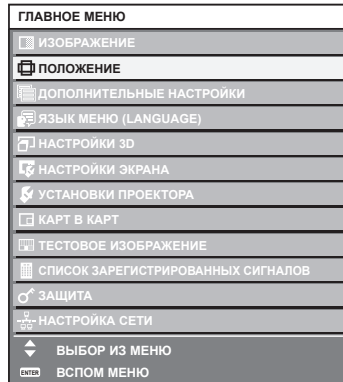 ГЛАВНОЕ МЕНЮ
ИЗОБРАЖЕНИЕ
ПОЛОЖЕНИЕ
ДОПОЛНИТЕЛЬНЫЕ НАСТРОЙКИ
ЯЗЫК МЕНЮ (LANGUAGE)
НАСТРОЙКИ 3D
НАСТРОЙКИ ЭКРАНА
УСТАНОВКИ ПРОЕКТОРА
КАРТ В КАРТ
ТЕСТОВОЕ ИЗОБРАЖЕНИЕ
СПИСОК ЗАРЕГИСТРИРОВАННЫХ СИГНАЛОВ
ЗАЩИТА
НАСТРОЙКА СЕТИ
ВЫБОР ИЗ МЕНЮ
ENTER ВСПОМ МЕНЮ